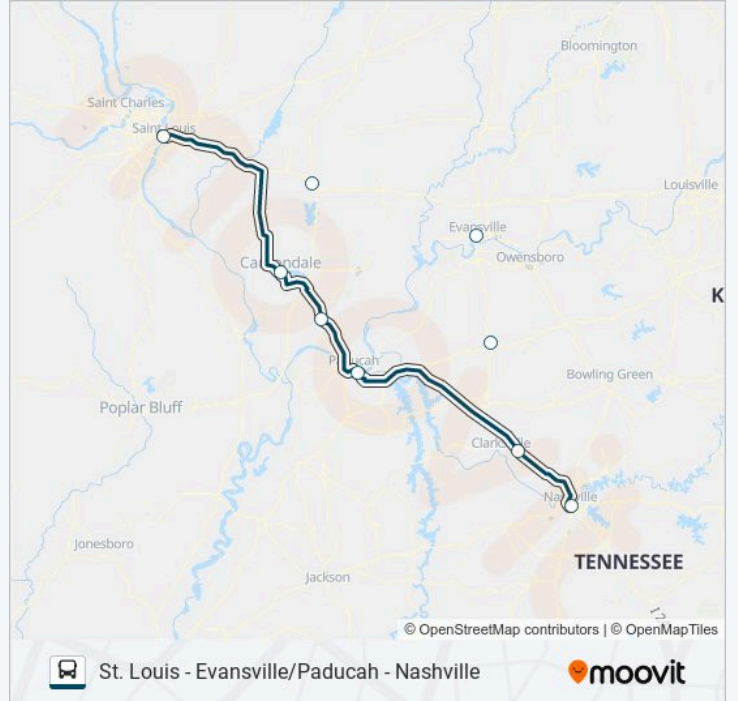 Bloomington
Saint Charles
Saint Louis
Louisville
Evansville
Owensboro
Carbondale
K
Paducah
Bowling Green
Poplar Bluff
Clarksville
Nashville
Jonesboro
TENNESSEE
Jackson
I 2
© OpenStreetMap contributors | © OpenMapTiles
St. Louis - Evansville/Paducah - Nashville
moovit